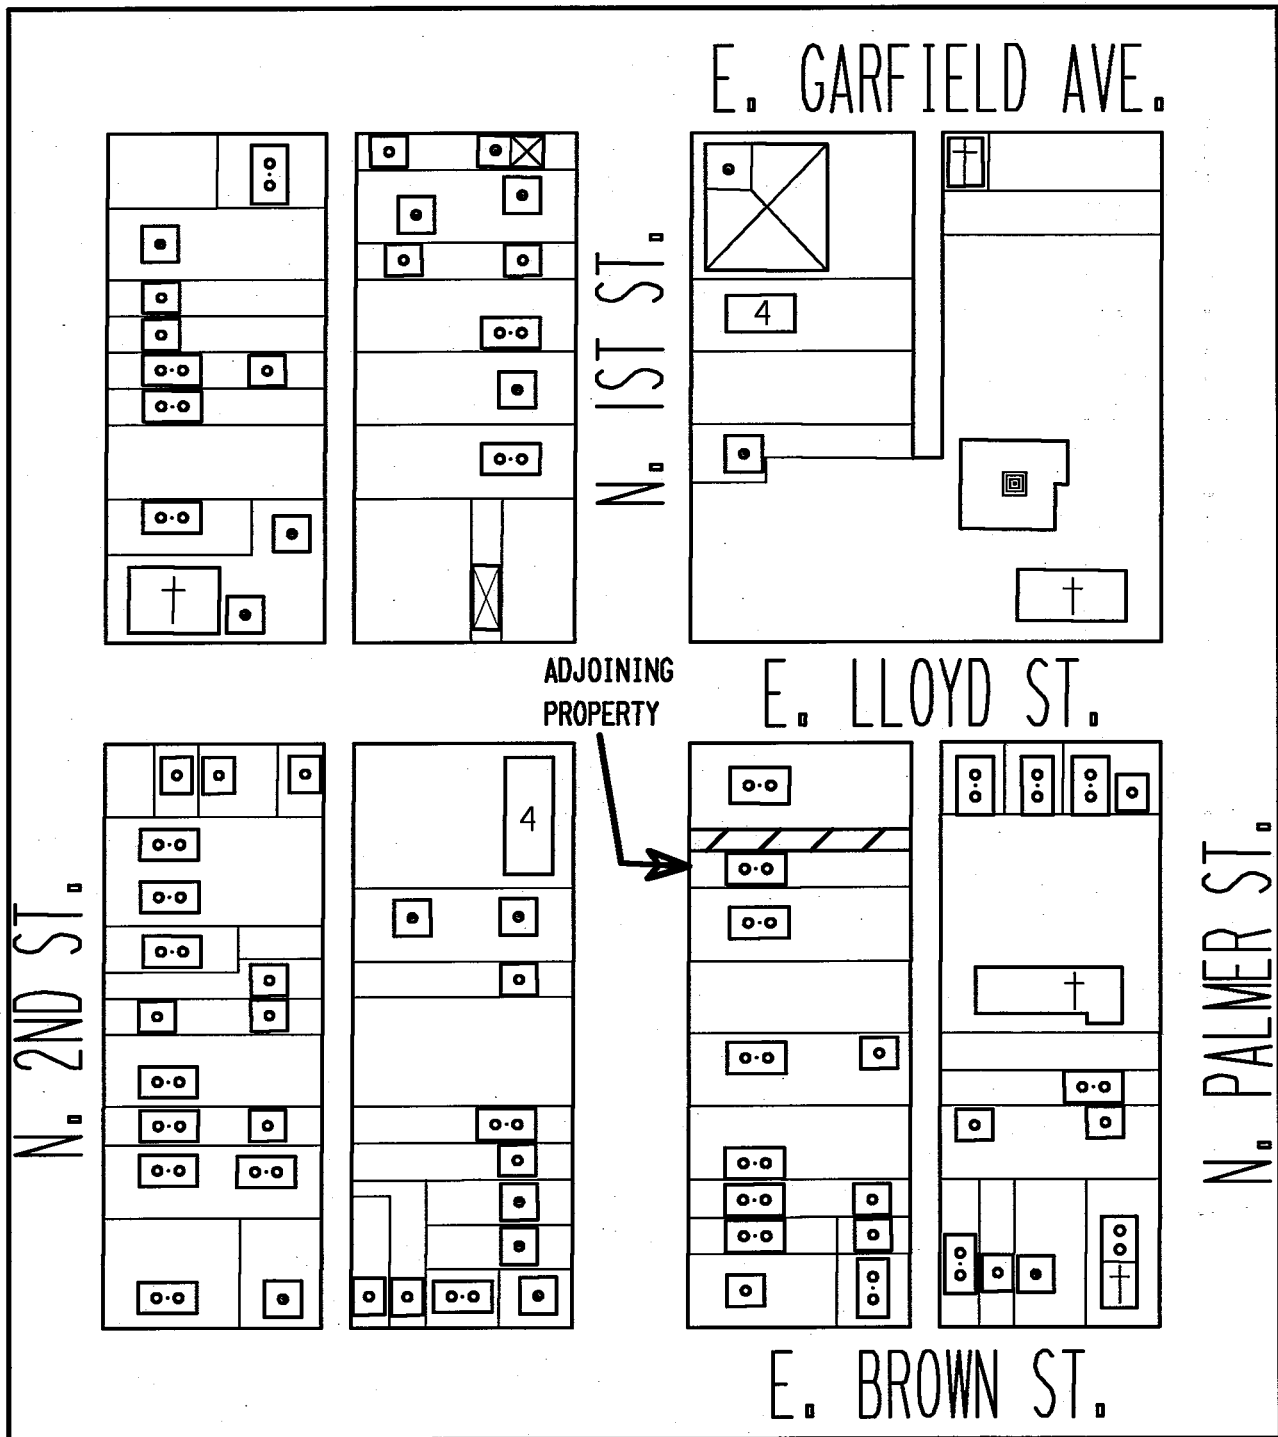 E. GARFIELD AVE.
N. 1ST ST.
4
ADJOINING
PROPERTY
E. LLOYD ST.
4
N. 2ND ST.
N. PALMER ST.
E. BROWN ST.